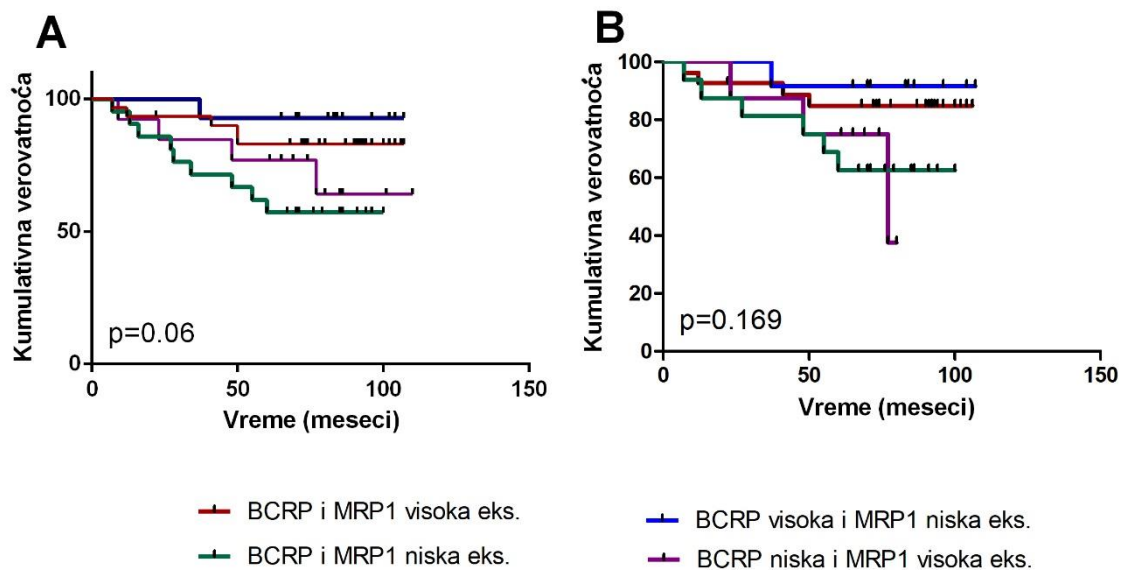 A
Kumulativna verovatnoća
100
50
0
p=0.06
0 50 100 150
Vreme (meseci)
B
Kumulativna verovatnoća
100
80
60
40
20
0
p=0.169
0 50 100 150
Vreme (meseci)
BCRP i MRP1 visoka eks.
BCRP i MRP1 niska eks.
BCRP visoka i MRP1 niska eks.
BCRP niska i MRP1 visoka eks.